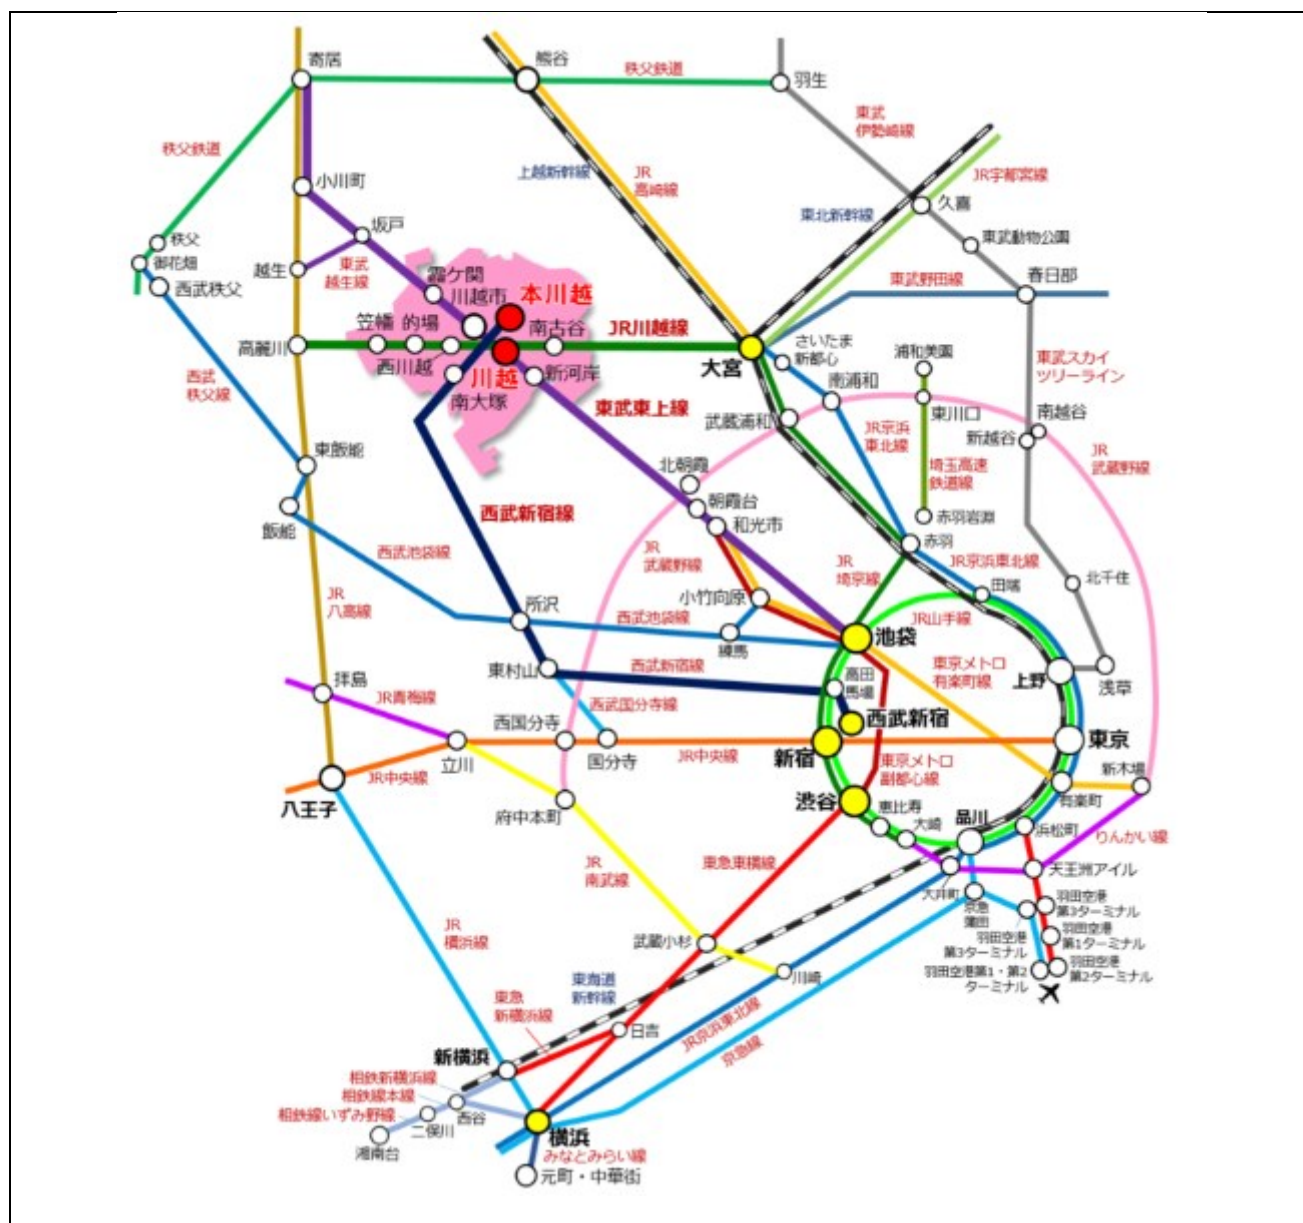 寄居
熊谷
秩父鉄道
羽生
東武
伊勢崎線
秩父鉄道
上越新幹線
JR
高崎線
JR宇都宮線
小川町
東北新幹線
久喜
坂戸
秩父
東武動物公園
御花畑
越生
東武
越生線
霞ケ関
春日部
西武秩父
川越市
本川越
東武野田線
笠幡
的場
南古谷
JR川越線
高麗川
さいたま
新都心
浦和美園
東武スカイ
ツリーライン
西川越
川越
新河岸
大宮
南浦和
西武
秩父線
南大塚
東武東上線
武蔵浦和
東川口
南越谷
JR京浜
東北線
新越谷
JR
武蔵野線
東飯能
北朝霞
埼玉高速
鉄道線
朝霞台
西武新宿線
和光市
赤羽岩淵
飯能
赤羽
西武池袋線
JR
武蔵野線
JR
埼京線
JR京浜東北線
田端
北千住
JR
八高線
小竹向原
所沢
西武池袋線
JR山手線
練馬
池袋
東村山
西武新宿線
高田
馬場
東京メトロ
有楽町線
上野
浅草
拝島
JR青梅線
西武国分寺線
西国分寺
西武新宿
東京
立川
国分寺
JR中央線
新宿
東京メトロ
副都心線
新木場
JR中央線
八王子
府中本町
渋谷
恵比寿
有楽町
大崎
品川
浜松町
りんかい線
JR
南武線
東急東横線
天王洲アイル
大井町
京急
蒲田
羽田空港
第3ターミナル
JR
横浜線
武蔵小杉
羽田空港
第3ターミナル
羽田空港
第1ターミナル
川崎
羽田空港第1・第2
ターミナル
羽田空港
第2ターミナル
東海道
新幹線
東急
新横浜線
日吉
JR京浜東北線
京急線
新横浜
相鉄新横浜線
相鉄線本線
相鉄線いずみ野線
西谷
二俣川
湘南台
横浜
みなとみらい線
元町・中華街